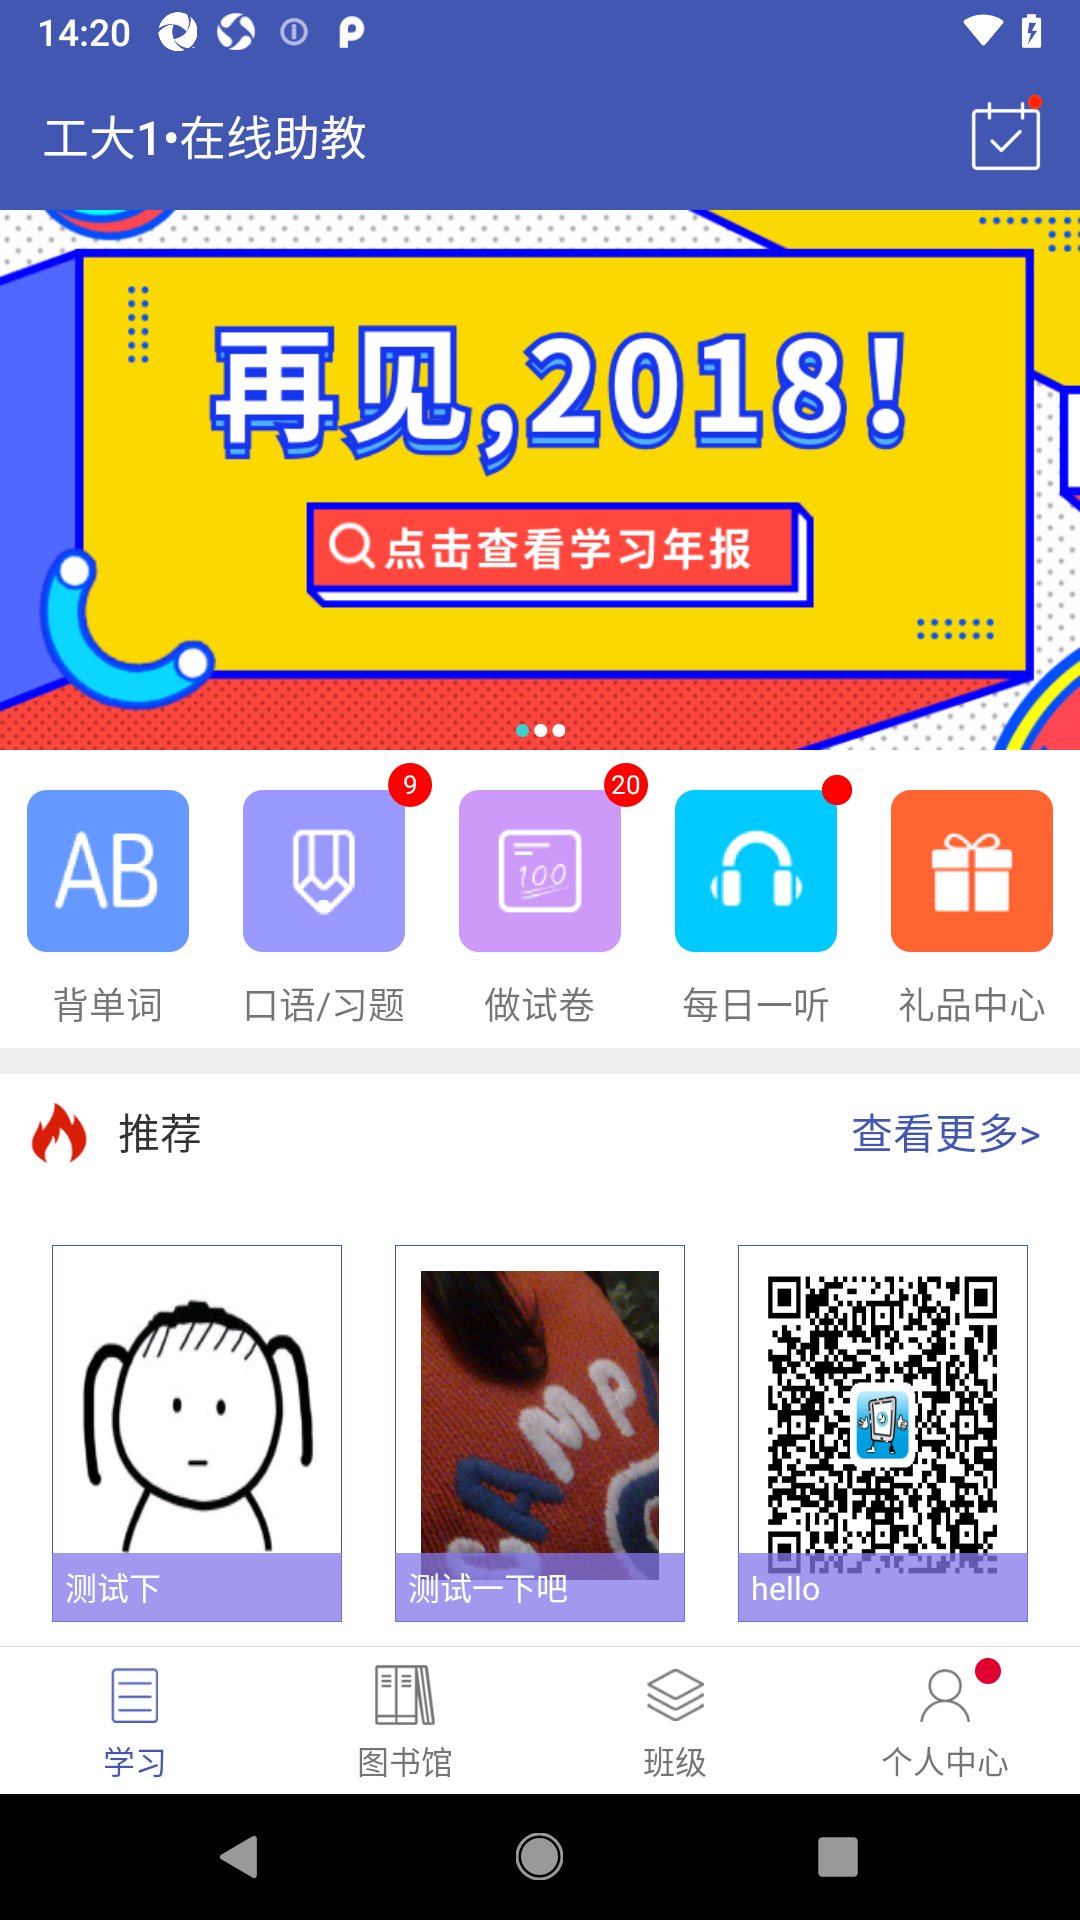 14:20
工大1•在线助教
再见,2018!
点击查看学习年报
9
20
AB
100
背单词
口语/习题
做试卷
每日一听
礼品中心
推荐
查看更多>
AMP
测试下
测试一下吧
hello
学习
图书馆
班级
个人中心